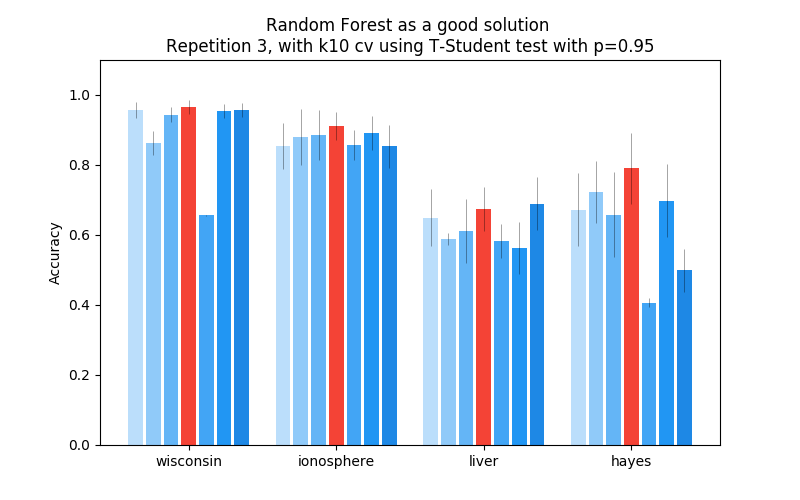 Random Forest as a good solution
Repetition 3, with k10 cv using T-Student test with p=0.95
1.0
0.8
0.6
0.4
0.2
0.0
Accuracy
wisconsin
ionosphere
liver
hayes